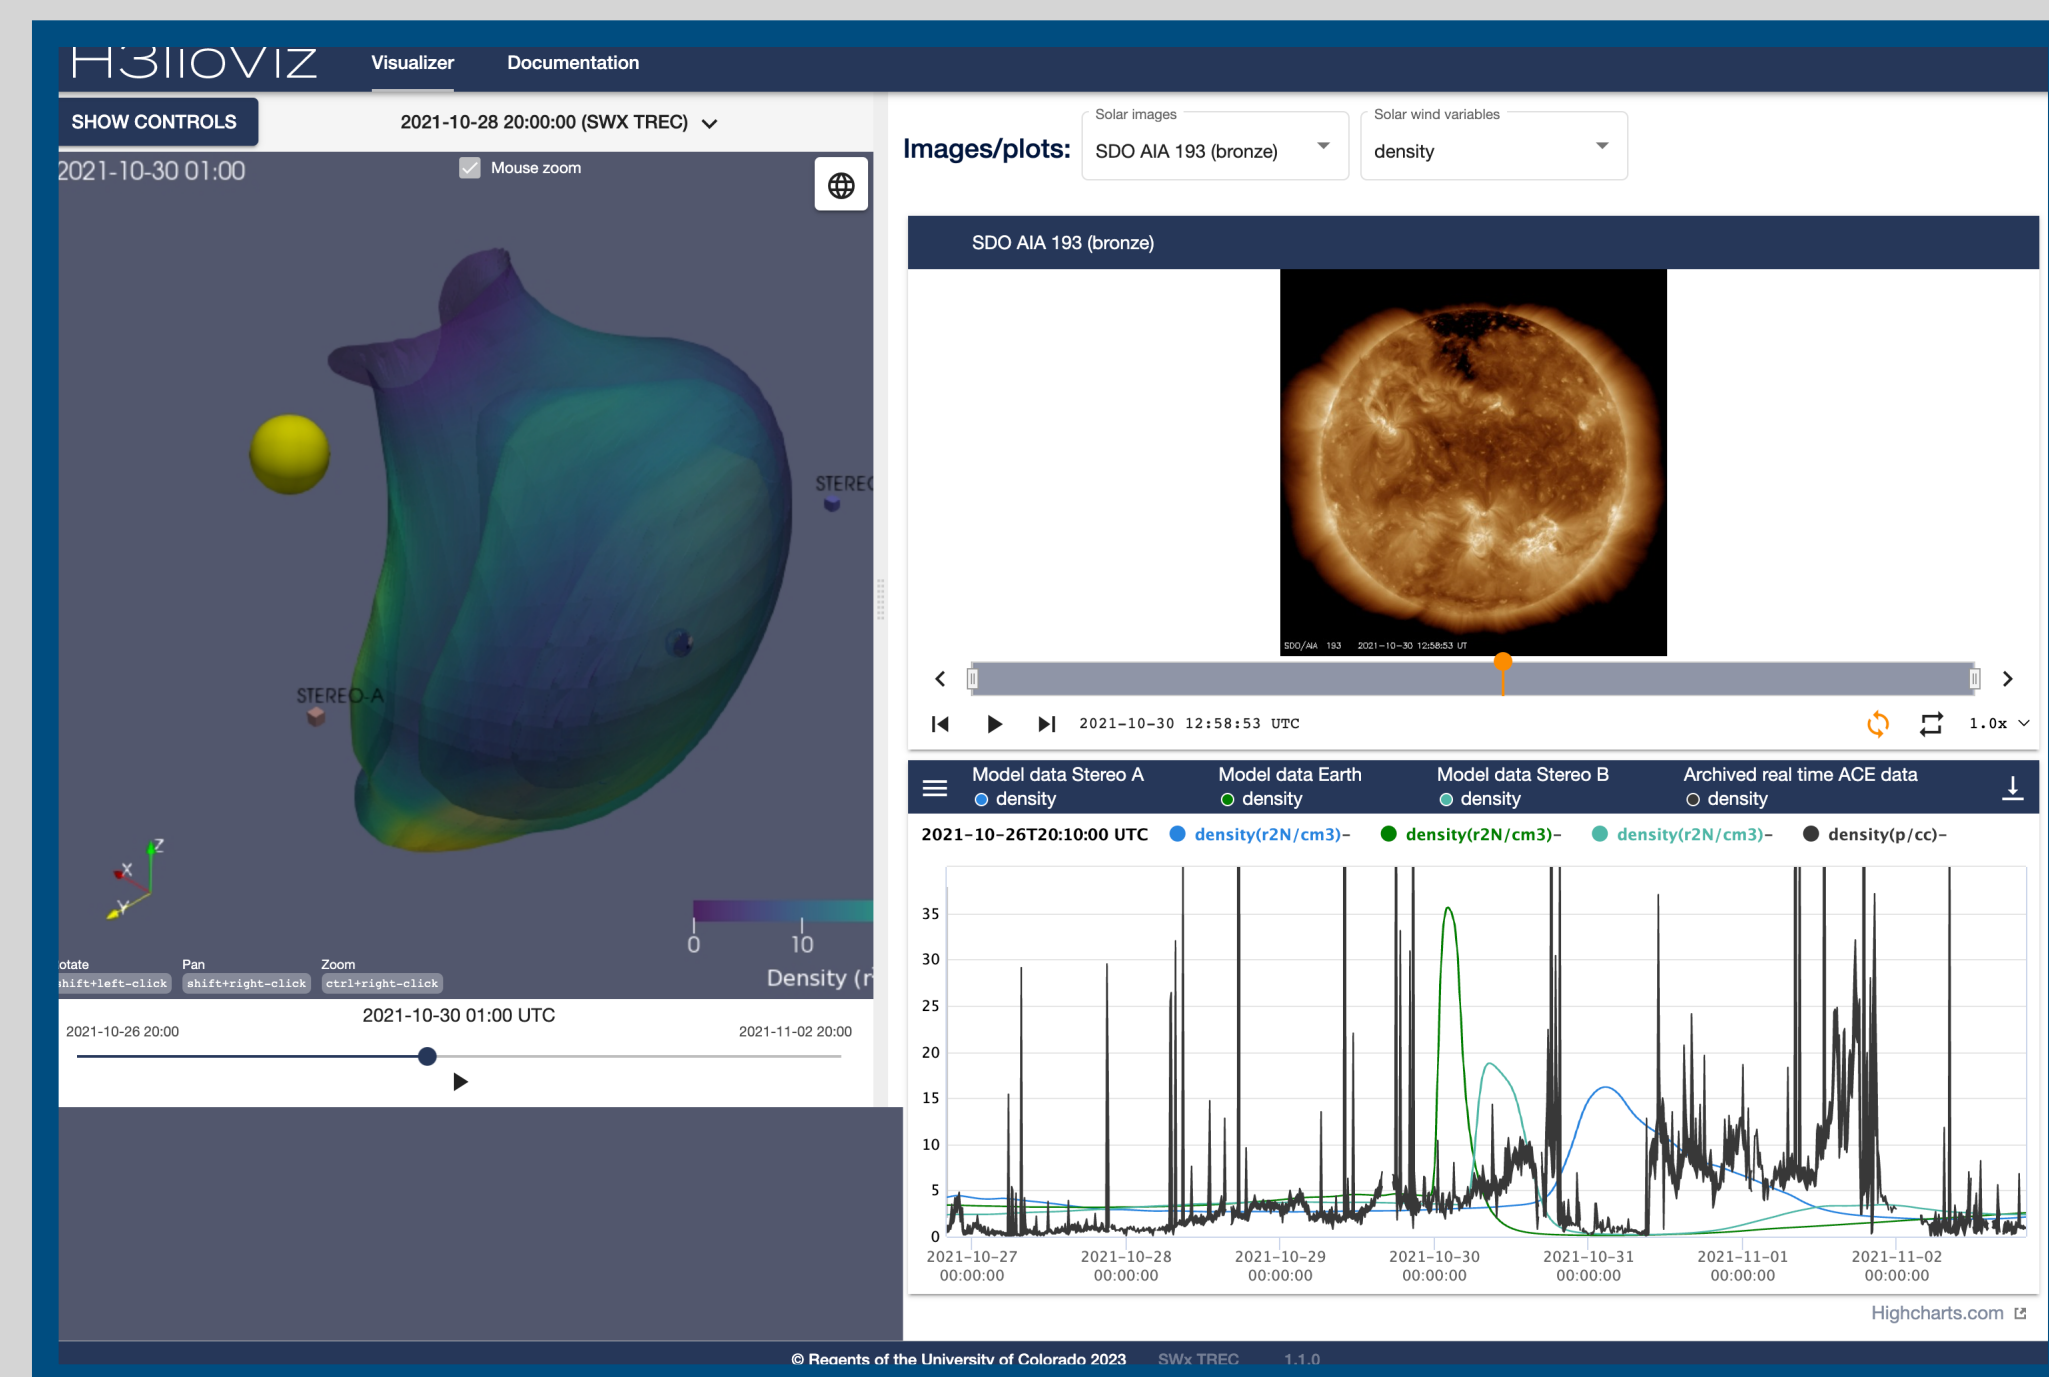 H3lloViz
Visualizer
Documentation
SHOW CONTROLS
2021-10-28 20:00:00 (SWX TREC)
2021-10-30 01:00
Mouse zoom
STEREO-A
X
Y
Z
0
10
Density
Pan
Zoom
shift+left-click
shift+right-click
ctrl+right-click
2021-10-30 01:00 UTC
2021-10-26 20:00
2021-11-02 20:00
Images/plots:
Solar images
SDO AIA 193 (bronze)
Solar wind variables
density
SDO AIA 193 (bronze)
SDO/AIA 193 2021-10-30 12:58:53 UT
2021-10-30 12:58:53 UTC
1.0x
Model data Stereo A
density
Model data Earth
density
Model data Stereo B
density
Archived real time ACE data
density
2021-10-26T20:10:00 UTC
density(r2N/cm3)-
density(r2N/cm3)-
density(r2N/cm3)-
density(p/cc)-
35
30
25
20
15
10
5
0
2021-10-27
00:00:00
2021-10-28
00:00:00
2021-10-29
00:00:00
2021-10-30
00:00:00
2021-10-31
00:00:00
2021-11-01
00:00:00
2021-11-02
00:00:00
Highcharts.com
© Regents of the University of Colorado 2023 SWx TREC 1.1.0